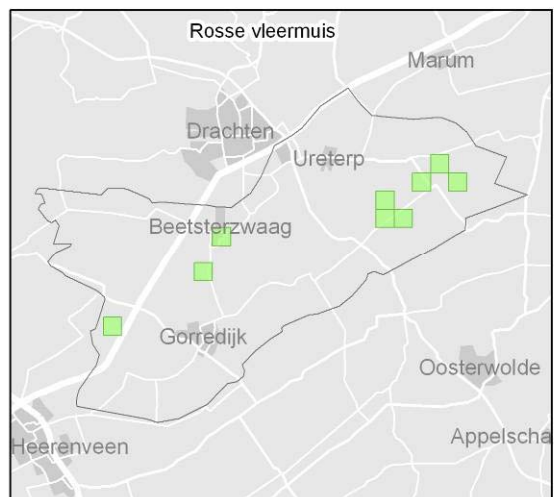 Rosse vleermuis
Marum
Drachten
Ureterp
Beetsterzwaag
Gorredijk
Oosterwolde
Appelscha
Heerenveen